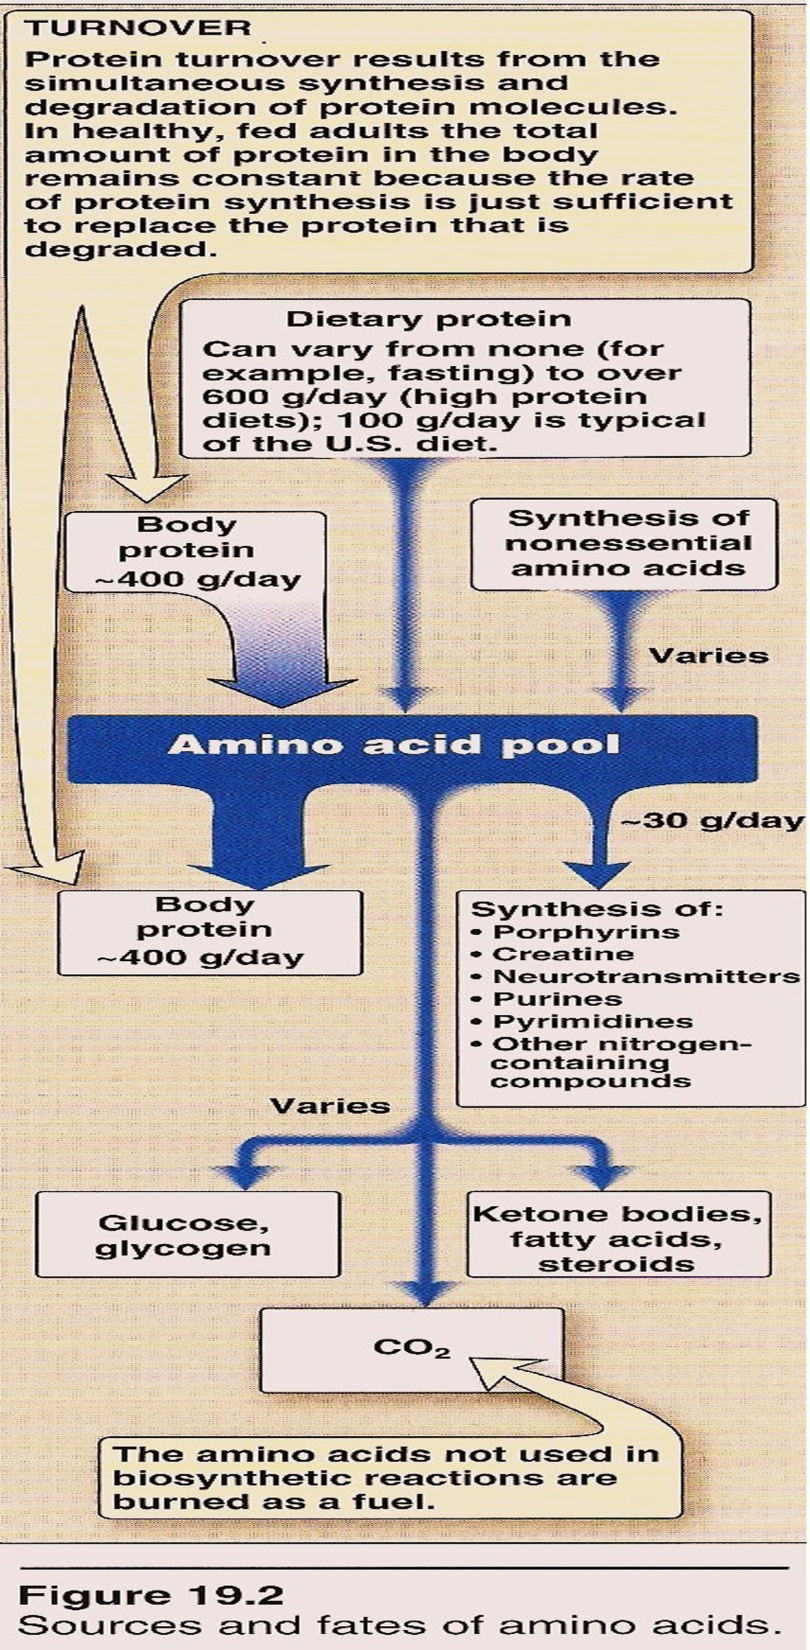 TURNOVER
Protein turnover results from the
simultaneous synthesis and
degradation of protein molecules.
In healthy, fed adults the total
amount of protein in the body
remains constant because the rate
of protein synthesis is just sufficient
to replace the protein that is
degraded.
Dietary protein
Can vary from none (for
example, fasting) to over
600 g/day (high protein
diets); 100 g/day is typical
of the U.S. diet.
Body
protein
~400 g/day
Synthesis of
nonessential
amino acids
Varies
Amino acid pool
~30 g/day
Body
protein
~400 g/day
Synthesis of:
• Porphyrins
• Creatine
• Neurotransmitters
• Purines
• Pyrimidines
• Other nitrogen-
containing
compounds
Varies
Glucose,
glycogen
Ketone bodies,
fatty acids,
steroids
CO₂
The amino acids not used in
biosynthetic reactions are
burned as a fuel.
Figure 19.2
Sources and fates of amino acids.